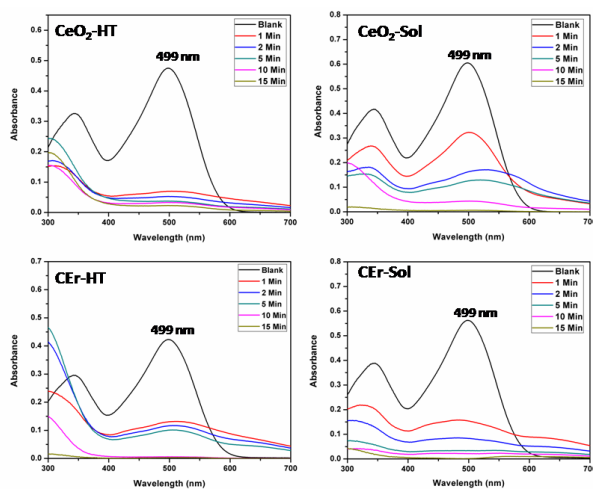 CeO2-HT
499 nm
Blank
1 Min
2 Min
5 Min
10 Min
15 Min
Absorbance
0.6
0.5
0.4
0.3
0.2
0.1
0.0
300 400 500 600 700
Wavelength (nm)
CeO2-Sol
499 nm
Blank
1 Min
2 Min
5 Min
10 Min
15 Min
Absorbance
0.8
0.7
0.6
0.5
0.4
0.3
0.2
0.1
0.0
300 400 500 600 700
Wavelength (nm)
CEr-HT
499 nm
Blank
1 Min
2 Min
5 Min
10 Min
15 Min
Absorbance
0.7
0.6
0.5
0.4
0.3
0.2
0.1
0.0
300 400 500 600 700
Wavelength (nm)
CEr-Sol
499 nm
Blank
1 Min
2 Min
5 Min
10 Min
15 Min
Absorbance
0.8
0.7
0.6
0.5
0.4
0.3
0.2
0.1
0.0
300 400 500 600 700
Wavelength (nm)